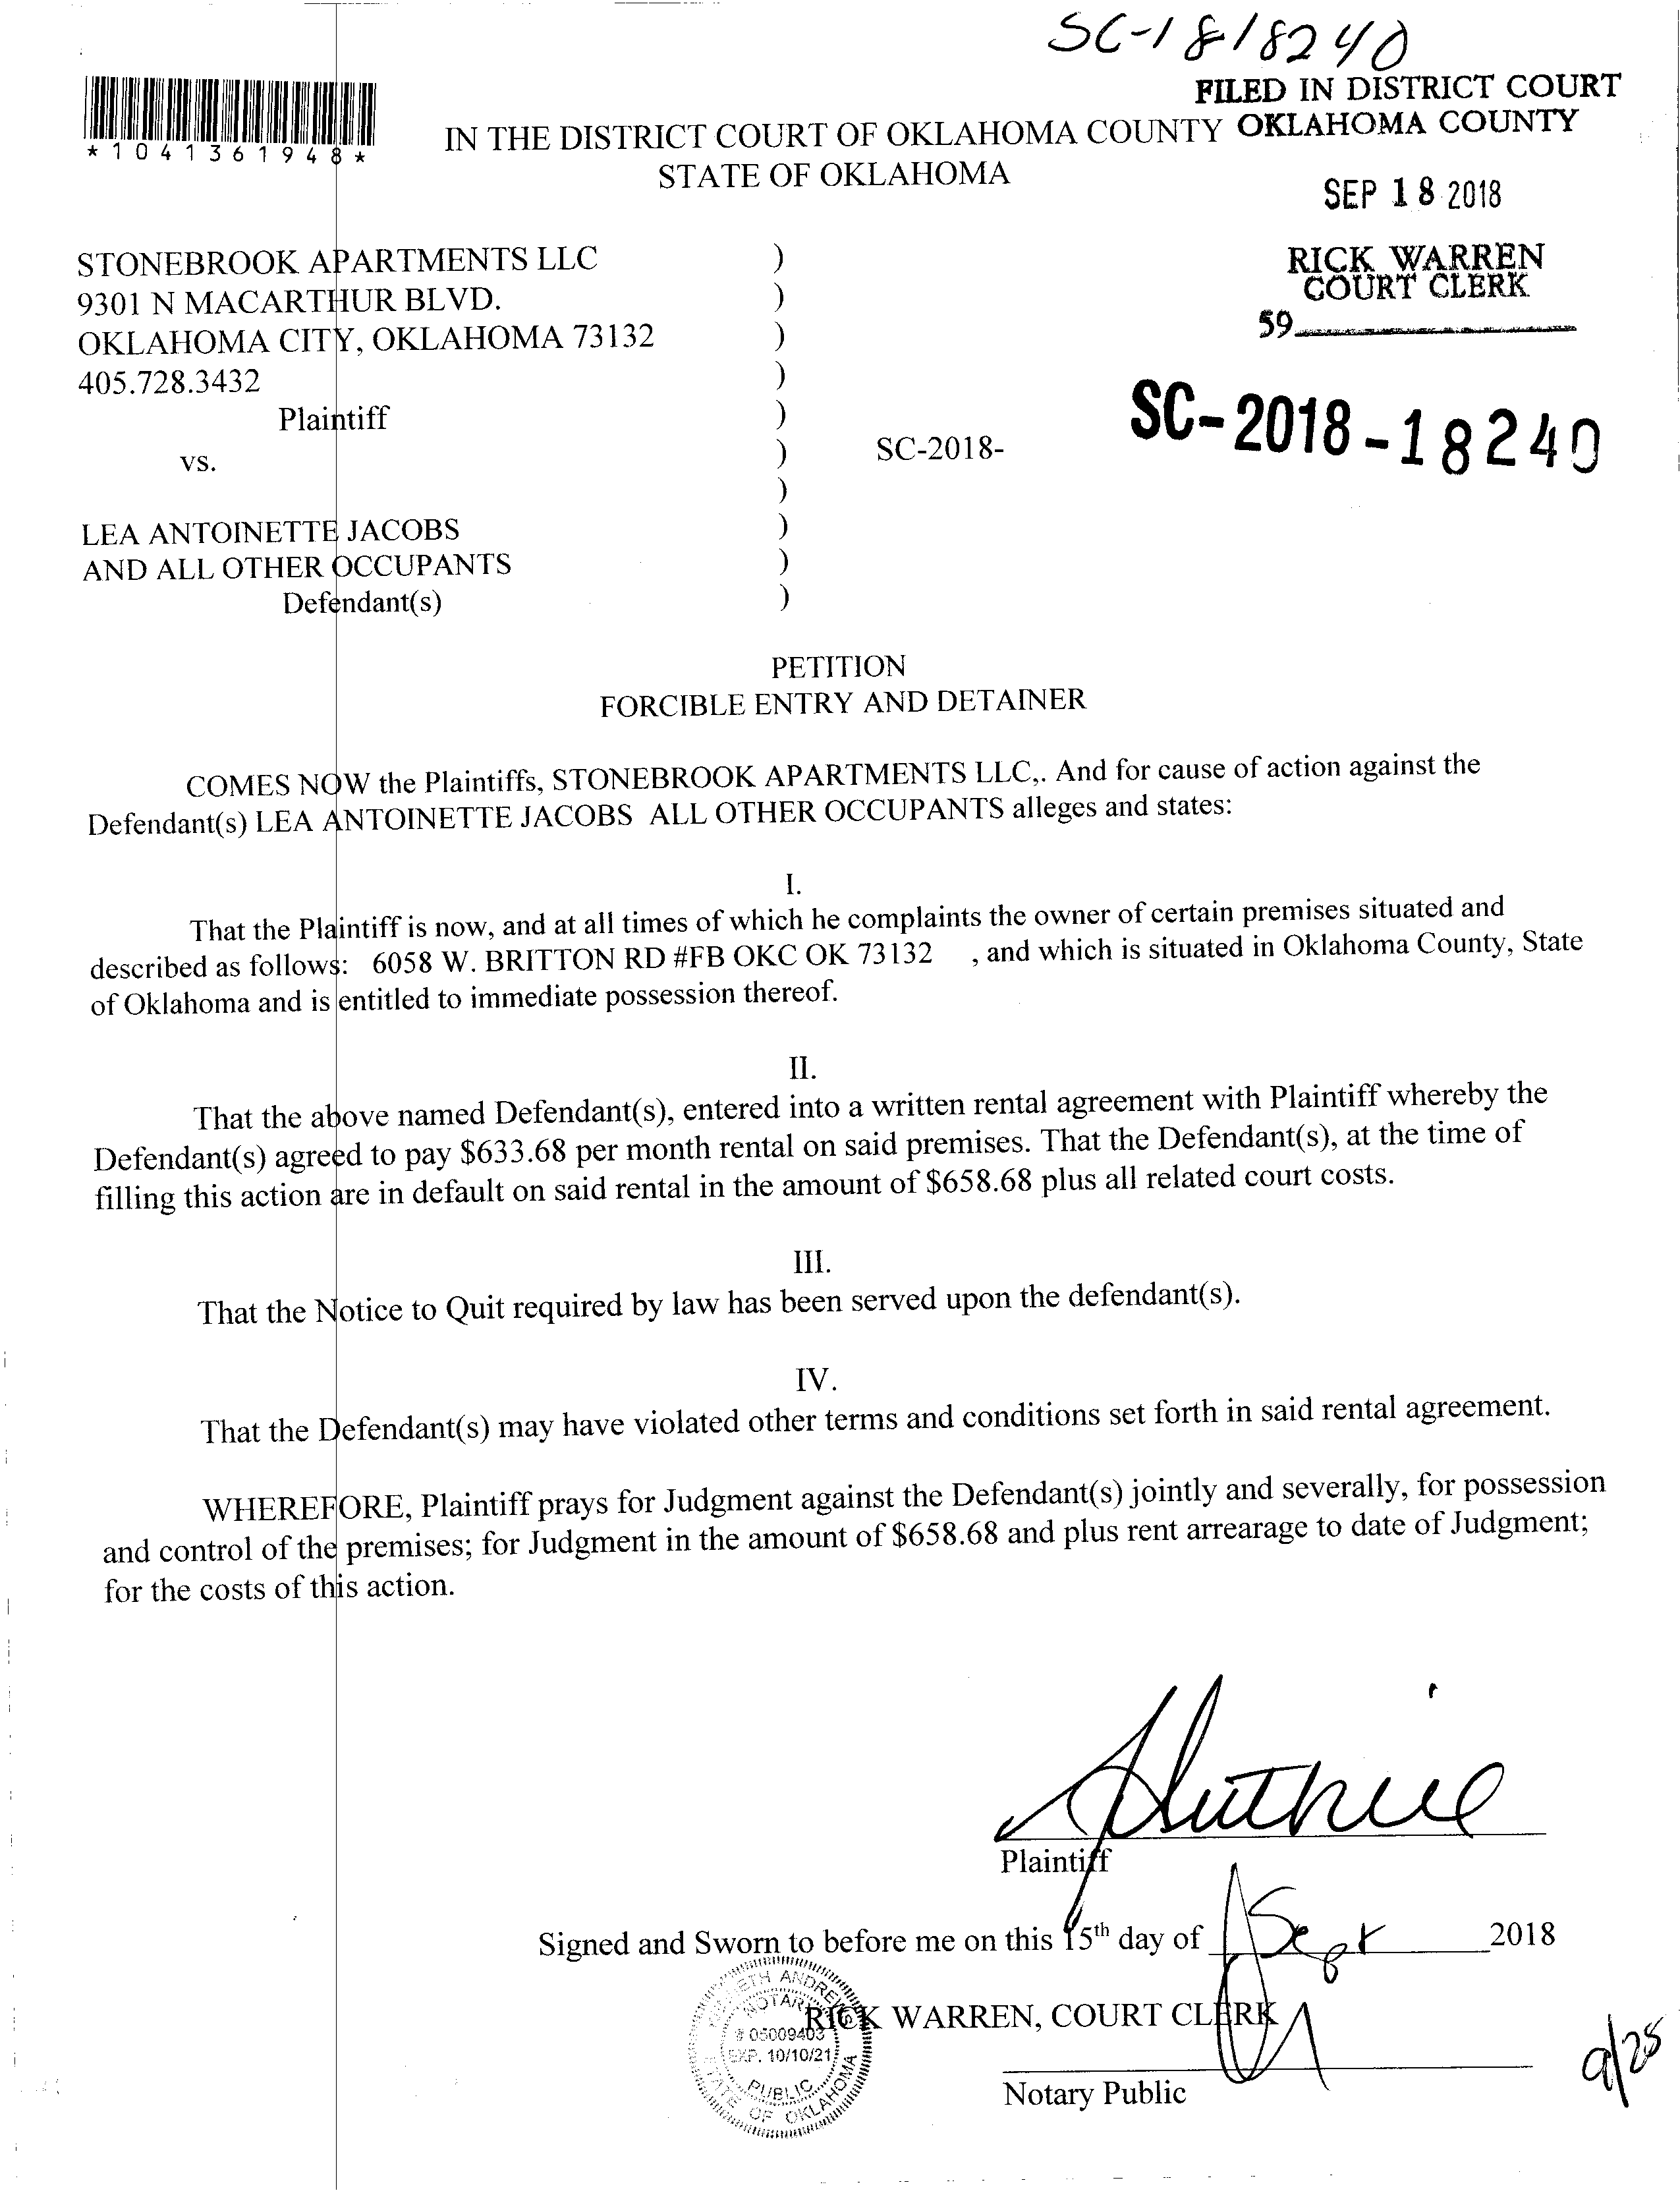 SC-1818240
FILED IN DISTRICT COURT
OKLAHOMA COUNTY
*1041361948*
IN THE DISTRICT COURT OF OKLAHOMA COUNTY
STATE OF OKLAHOMA
SEP 18 2018
RICK WARREN
COURT CLERK
59
STONEBROOK APARTMENTS LLC )
9301 N MACARTHUR BLVD. )
OKLAHOMA CITY, OKLAHOMA 73132 )
405.728.3432 )
Plaintiff )
vs. ) SC-2018- SC-2018-18240
)
LEA ANTOINETTE JACOBS )
AND ALL OTHER OCCUPANTS )
Defendant(s) )
PETITION
FORCIBLE ENTRY AND DETAINER
COMES NOW the Plaintiffs, STONEBROOK APARTMENTS LLC,. And for cause of action against the
Defendant(s) LEA ANTOINETTE JACOBS ALL OTHER OCCUPANTS alleges and states:
I.
That the Plaintiff is now, and at all times of which he complaints the owner of certain premises situated and
described as follows: 6058 W. BRITTON RD #FB OKC OK 73132 , and which is situated in Oklahoma County, State
of Oklahoma and is entitled to immediate possession thereof.
II.
That the above named Defendant(s), entered into a written rental agreement with Plaintiff whereby the
Defendant(s) agreed to pay $633.68 per month rental on said premises. That the Defendant(s), at the time of
filling this action are in default on said rental in the amount of $658.68 plus all related court costs.
III.
That the Notice to Quit required by law has been served upon the defendant(s).
IV.
That the Defendant(s) may have violated other terms and conditions set forth in said rental agreement.
WHEREFORE, Plaintiff prays for Judgment against the Defendant(s) jointly and severally, for possession
and control of the premises; for Judgment in the amount of $658.68 and plus rent arrearage to date of Judgment;
for the costs of this action.
Plaintiff
Signed and Sworn to before me on this 15th day of Sept 2018
RICK WARREN, COURT CLERK
ANDREWS
NOTARY
# 05009403
EXP. 10/10/21
PUBLIC
STATE OF OKLAHOMA
Notary Public
9/25